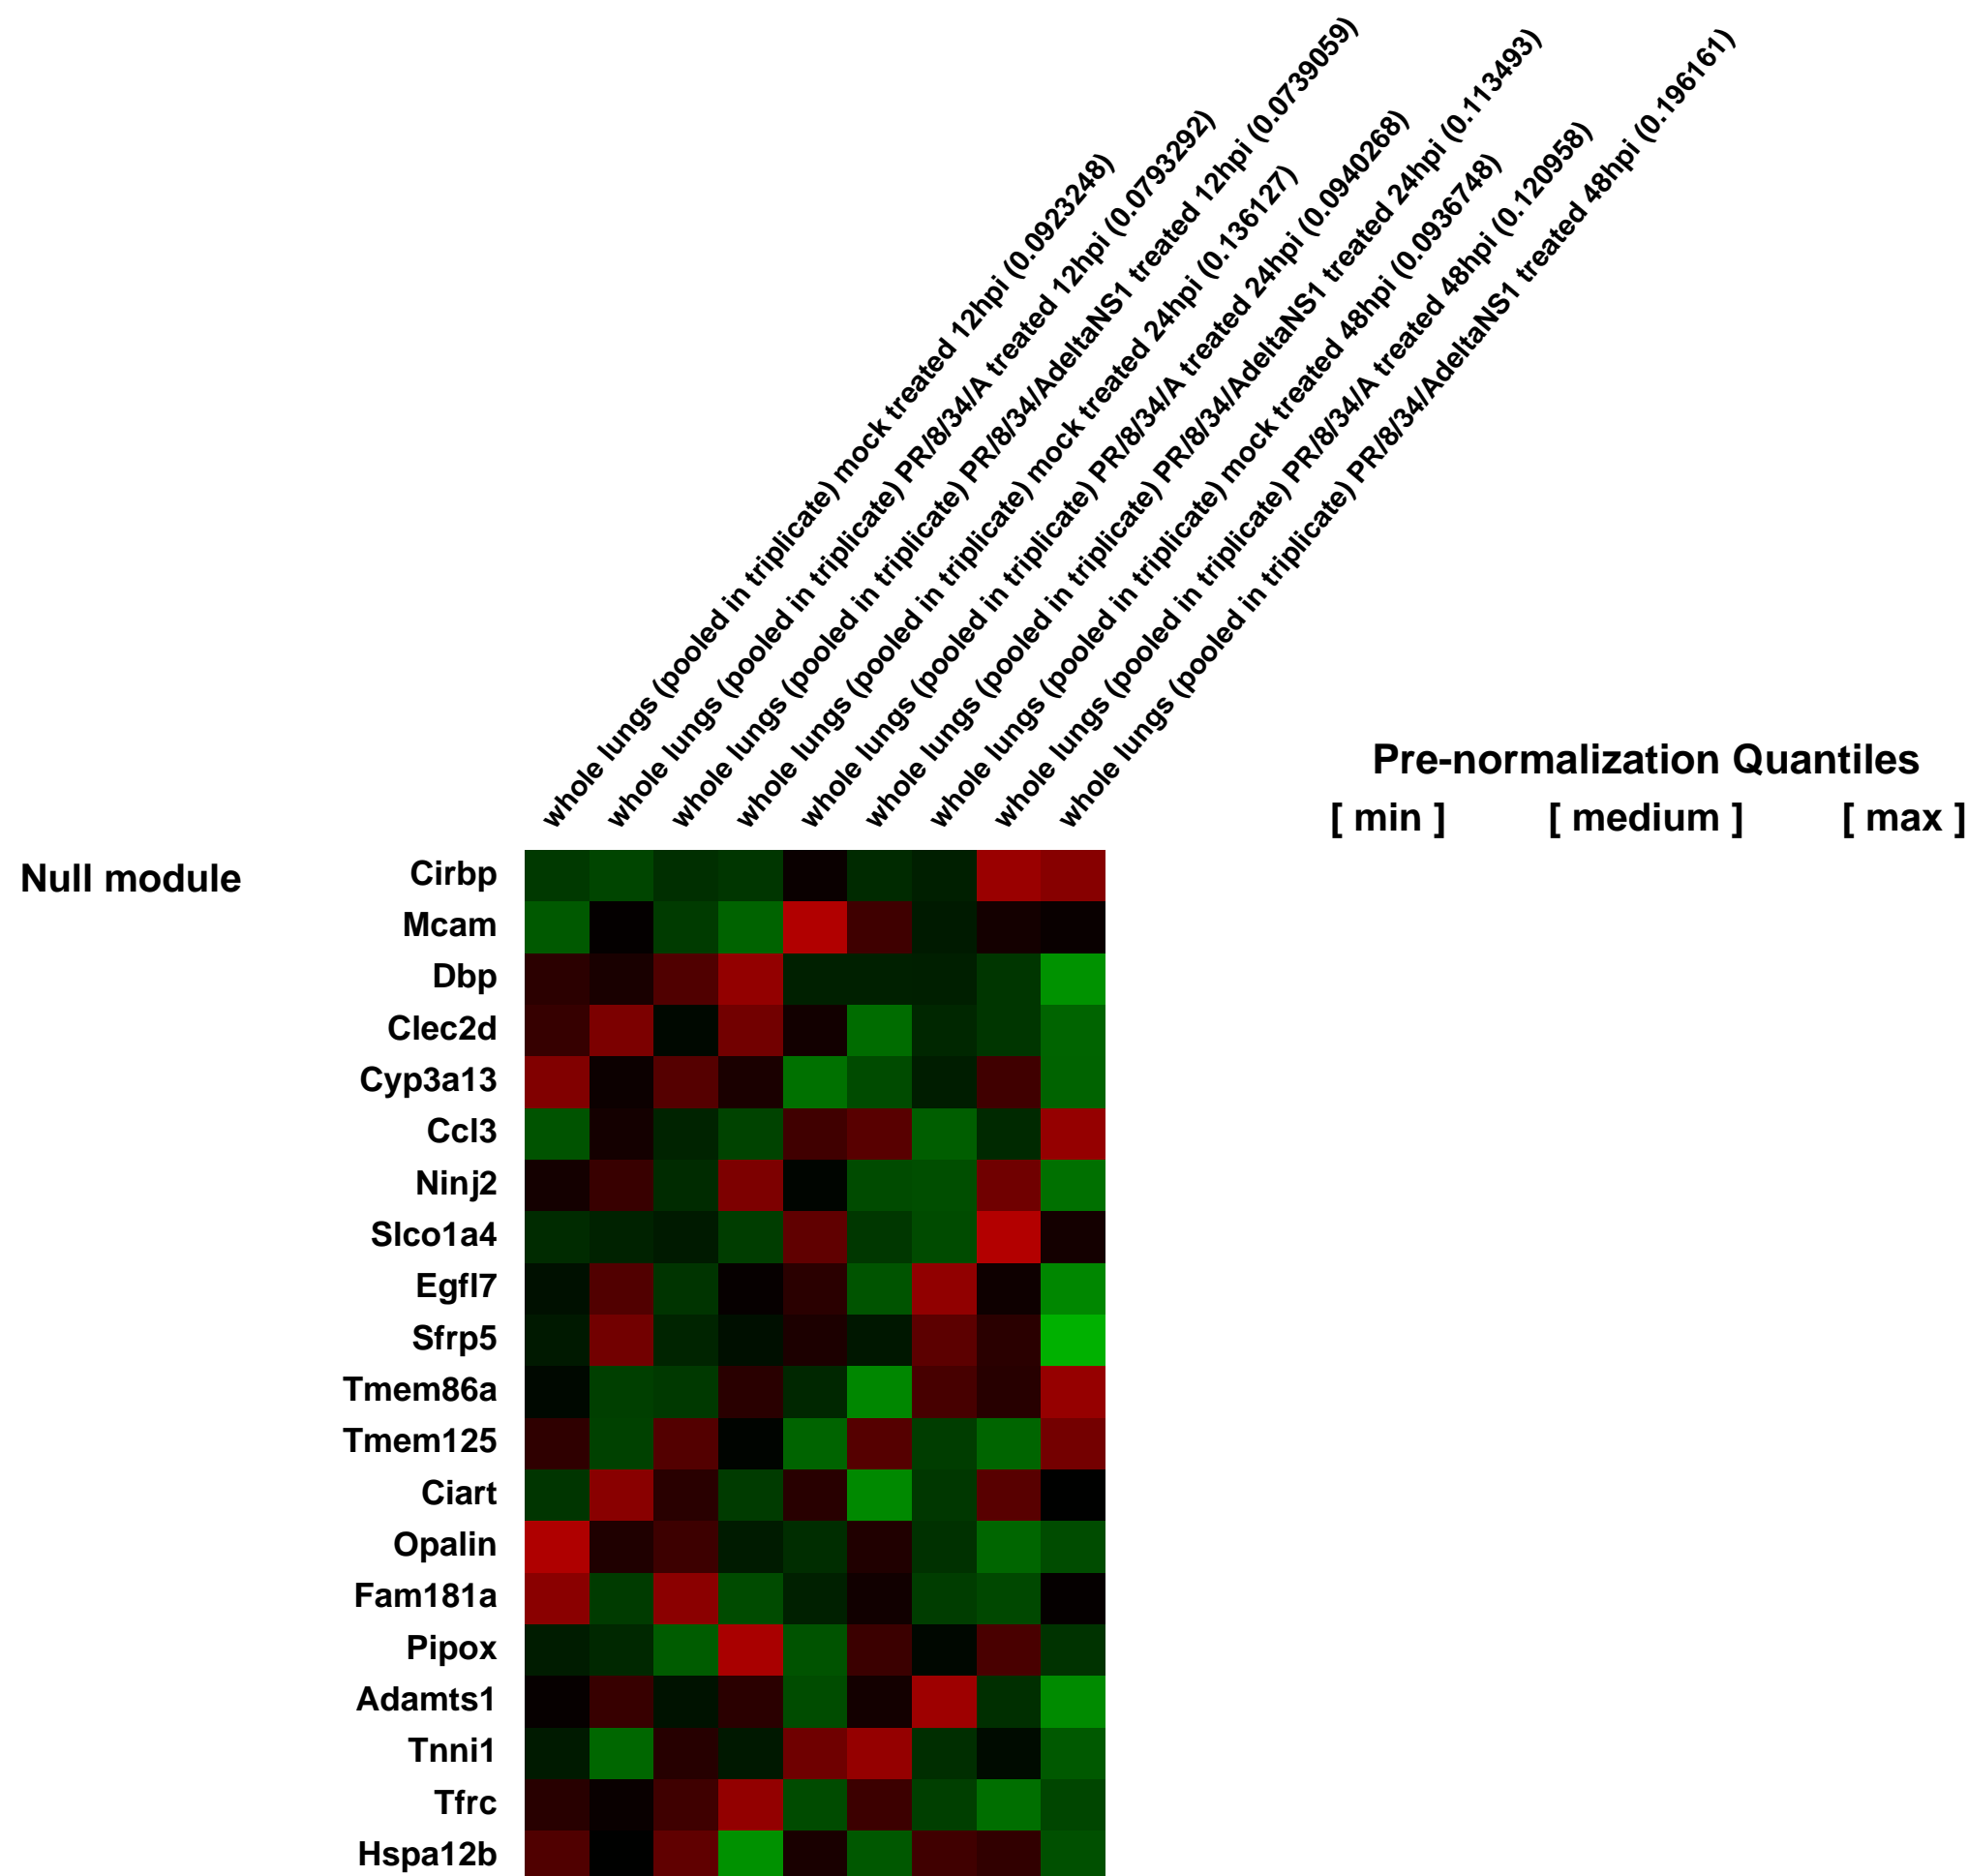 whole lungs (pooled in triplicate) mock treated 12hpi (0.0923248)
whole lungs (pooled in triplicate) PR/8/34/A treated 12hpi (0.0793292)
whole lungs (pooled in triplicate) PR/8/34//AdeltaNS1 treated 12hpi (0.0739059)
whole lungs (pooled in triplicate) mock treated 24hpi (0.136127)
whole lungs (pooled in triplicate) PR/8/34//A treated 24hpi (0.0940268)
whole lungs (pooled in triplicate) PR/8/34//AdeltaNS1 treated 24hpi (0.113493)
whole lungs (pooled in triplicate) mock treated 48hpi (0.0936748)
whole lungs (pooled in triplicate) PR/8/34//A treated 48hpi (0.120958)
whole lungs (pooled in triplicate) PR/8/34//AdeltaNS1 treated 48hpi (0.196161)
Pre-normalization Quantiles
[ min ] [ medium ] [ max ]
Null module
Cirbp
Mcam
Dbp
Clec2d
Cyp3a13
Ccl3
Ninj2
Slco1a4
Egfl7
Sfrp5
Tmem86a
Tmem125
Ciart
Opalin
Fam181a
Pipox
Adamts1
Tnni1
Tfrc
Hspa12b